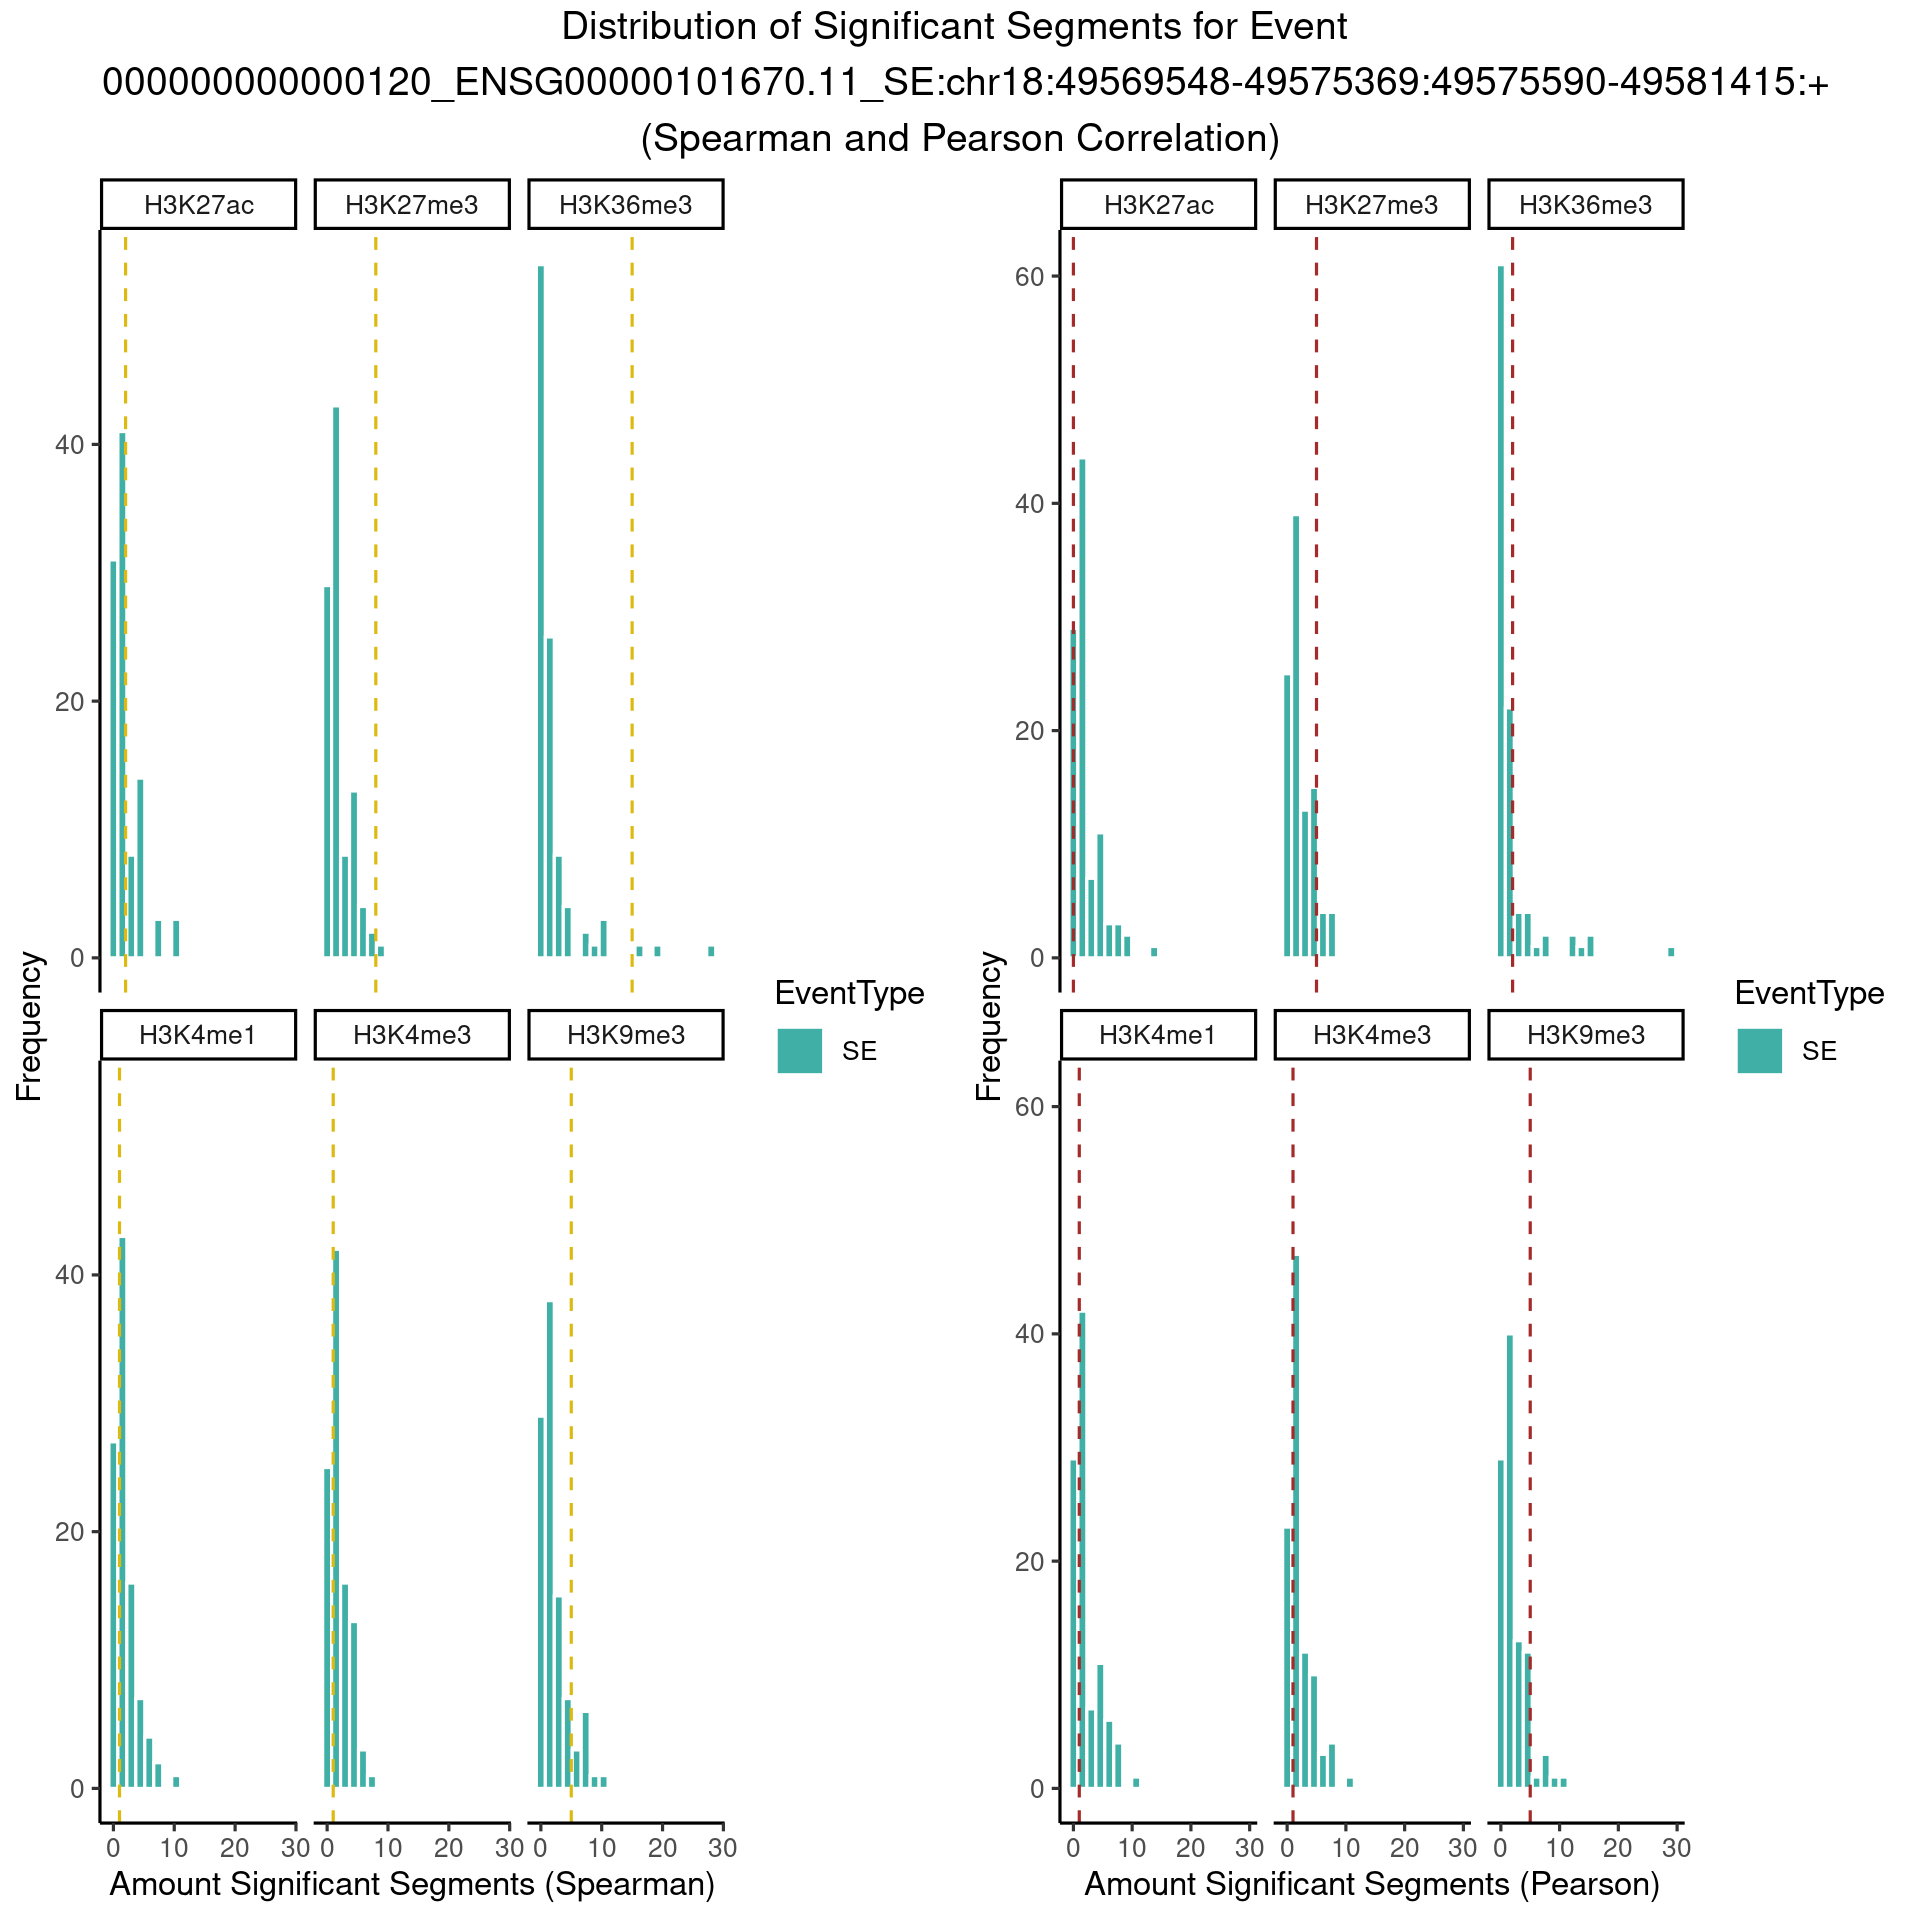 Distribution of Significant Segments for Event
000000000000120_ENSG00000101670.11_SE:chr18:49569548-49575369:49575590-49581415:+
(Spearman and Pearson Correlation)
H3K27ac H3K27me3 H3K36me3
40
20
0
H3K4me1 H3K4me3 H3K9me3
40
20
0
0 10 20 30 0 10 20 30 0 10 20 30
Frequency
Amount Significant Segments (Spearman)
EventType
SE
H3K27ac H3K27me3 H3K36me3
60
40
20
0
H3K4me1 H3K4me3 H3K9me3
60
40
20
0
0 10 20 30 0 10 20 30 0 10 20 30
Frequency
Amount Significant Segments (Pearson)
EventType
SE